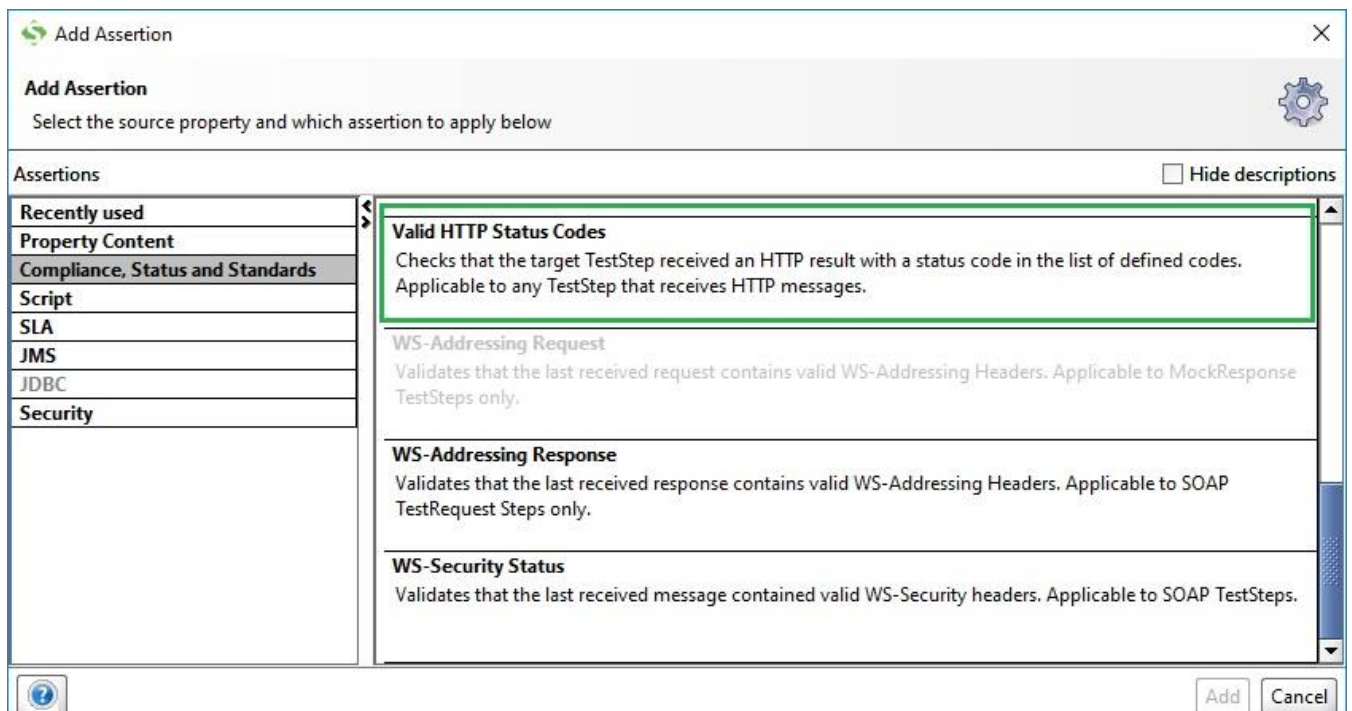 Add Assertion
Add Assertion
Select the source property and which assertion to apply below
Assertions
Hide descriptions
Recently used
Property Content
Compliance, Status and Standards
Script
SLA
JMS
JDBC
Security
Valid HTTP Status Codes
Checks that the target TestStep received an HTTP result with a status code in the list of defined codes.
Applicable to any TestStep that receives HTTP messages.
WS-Addressing Request
Validates that the last received request contains valid WS-Addressing Headers. Applicable to MockResponse
TestSteps only.
WS-Addressing Response
Validates that the last received response contains valid WS-Addressing Headers. Applicable to SOAP
TestRequest Steps only.
WS-Security Status
Validates that the last received message contained valid WS-Security headers. Applicable to SOAP TestSteps.
Add
Cancel